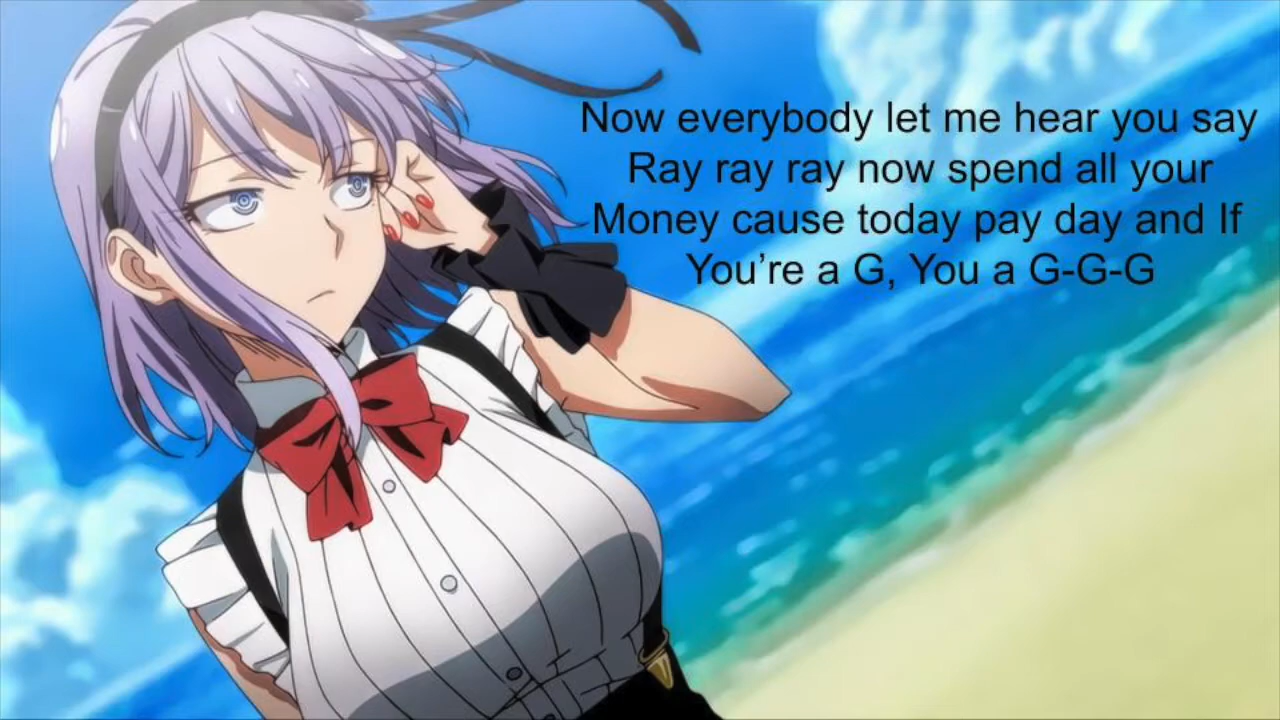 Now everybody let me hear you say
Ray ray ray now spend all your
Money cause today pay day and If
You’re a G, You a G-G-G